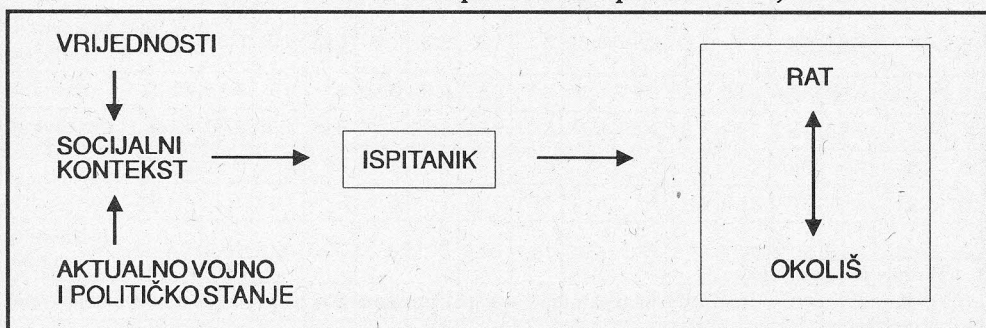 VRIJEDNOSTI
SOCIJALNI
KONTEKST
ISPITANIK
RAT
OKOLIŠ
AKTUALNO VOJNO
I POLITIČKO STANJE